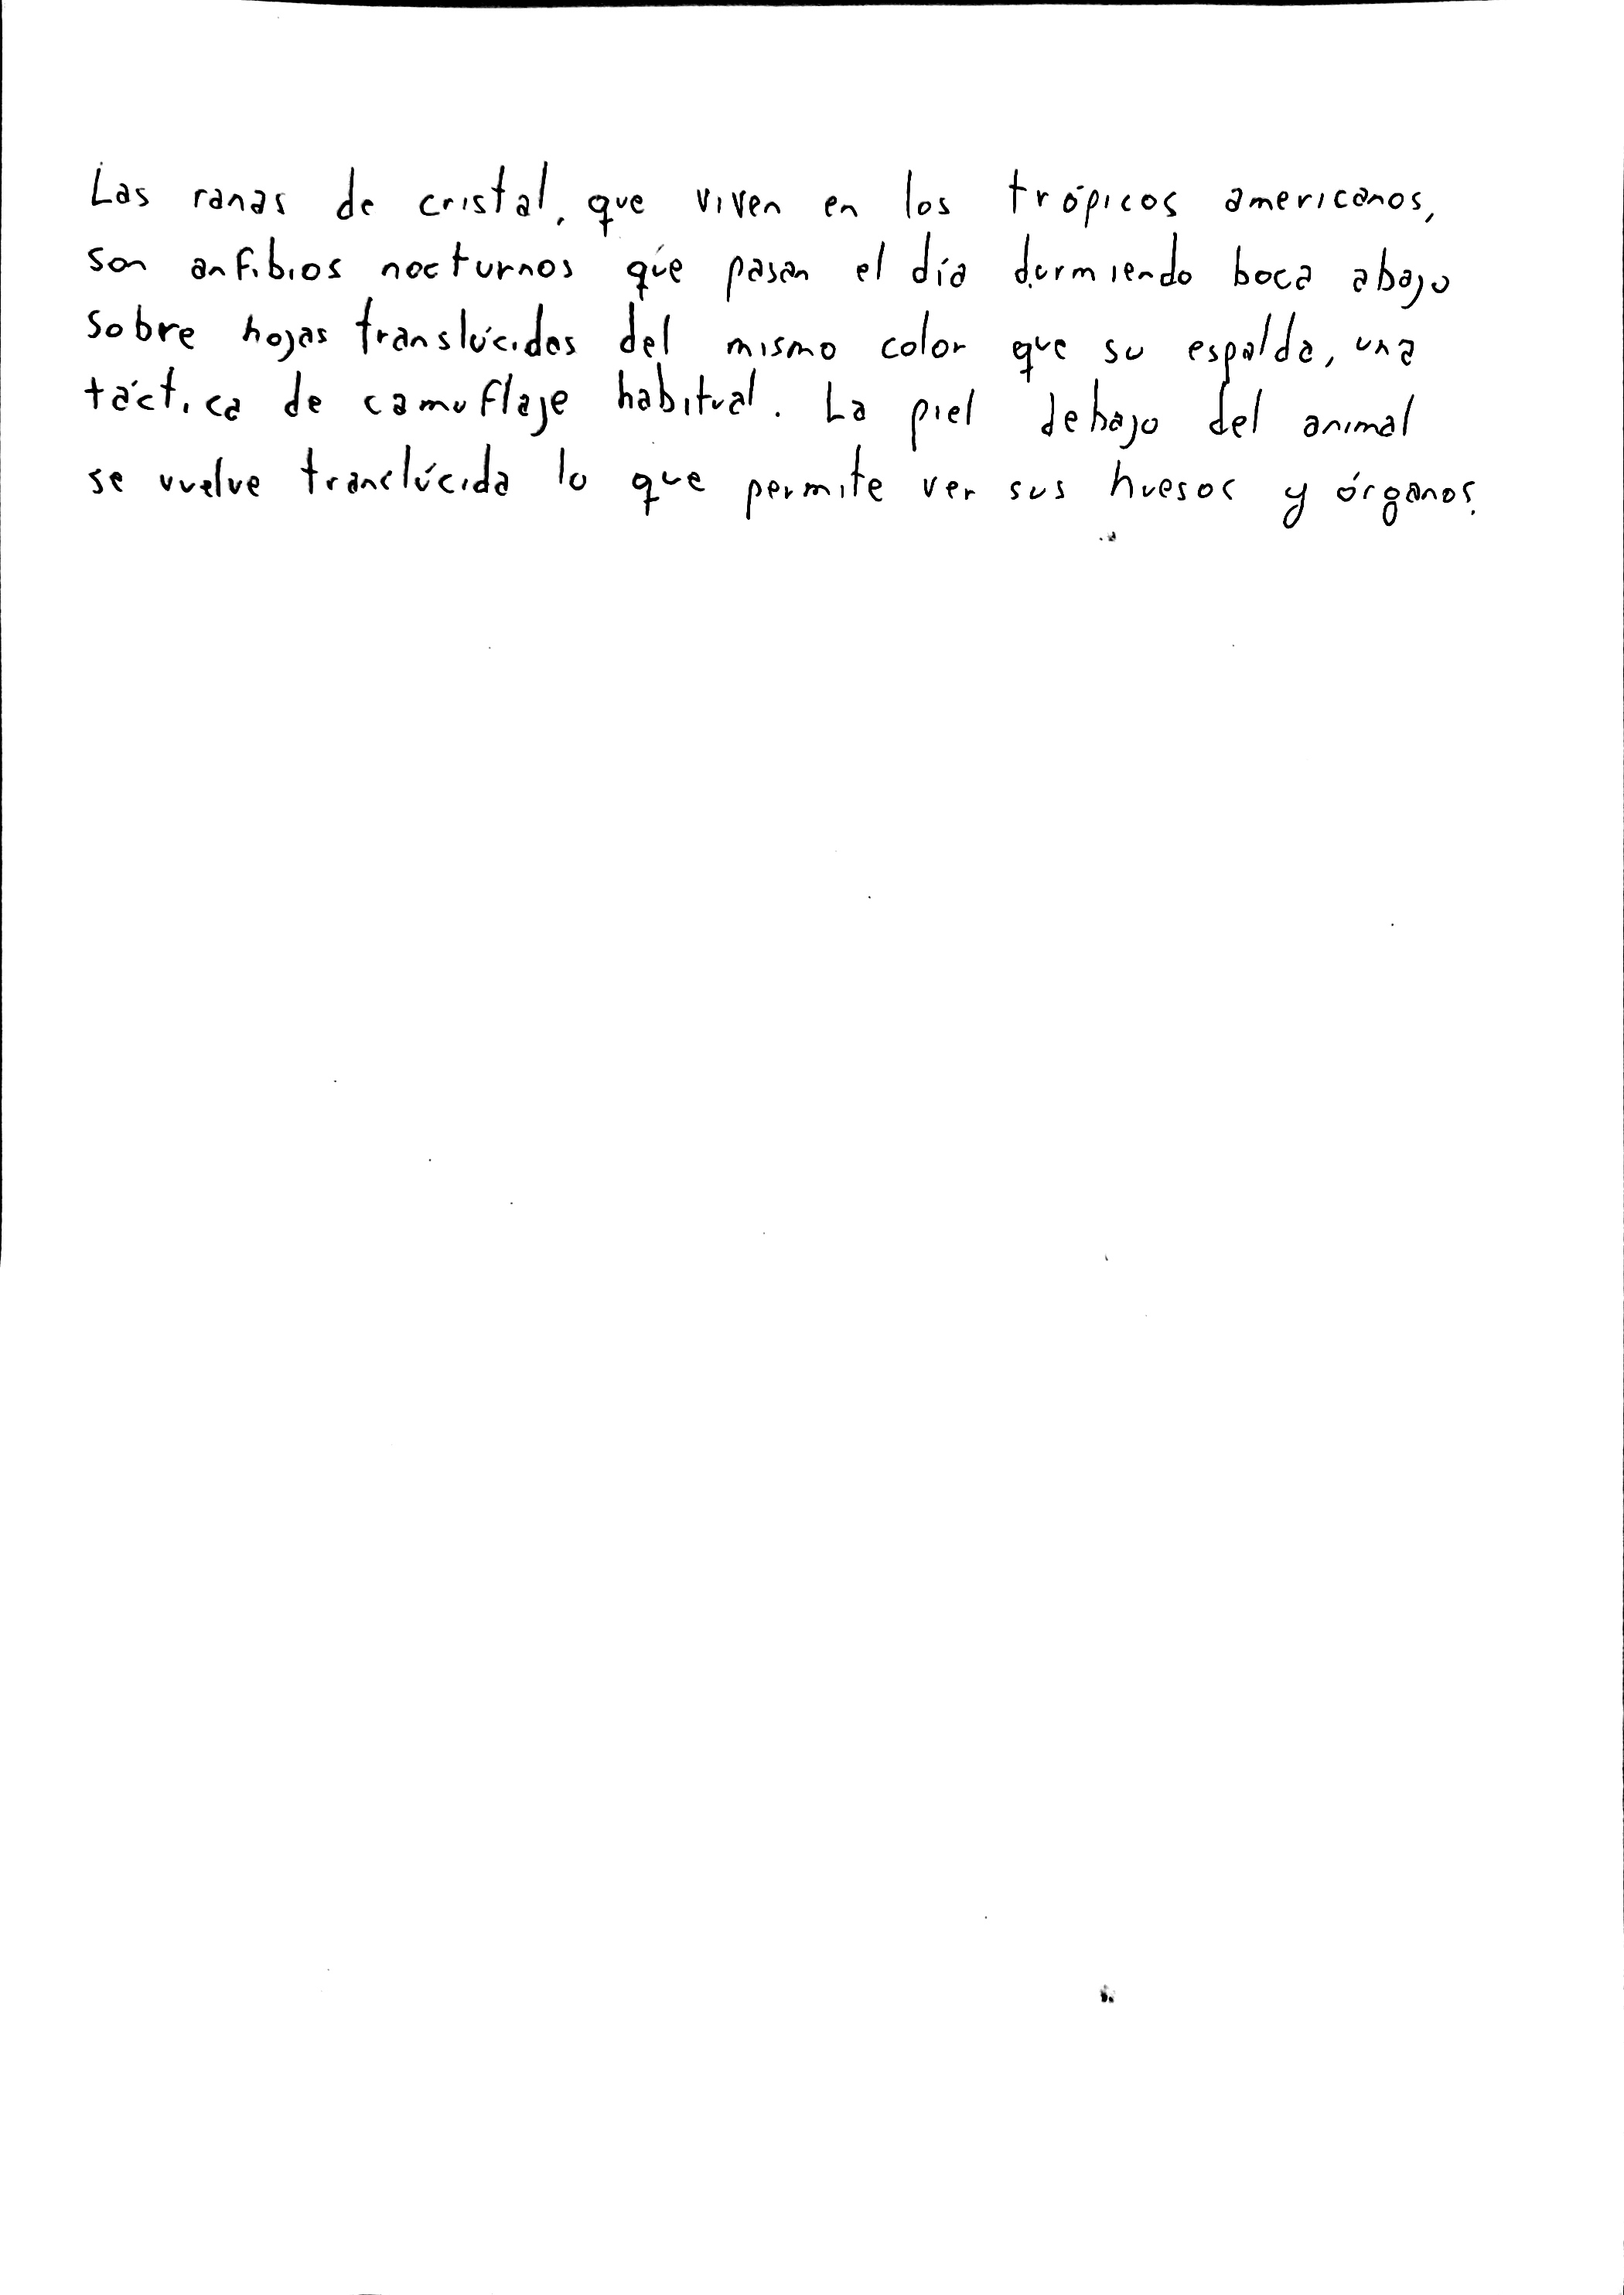 Las ranas de cristal, que viven en los trópicos americanos,
son anfibios nocturnos que pasan el día durmiendo boca abajo
sobre hojas translúcidas del mismo color que su espalda, una
táctica de camuflaje habitual. La piel debajo del animal
se vuelve translúcida lo que permite ver sus huesos y órganos.